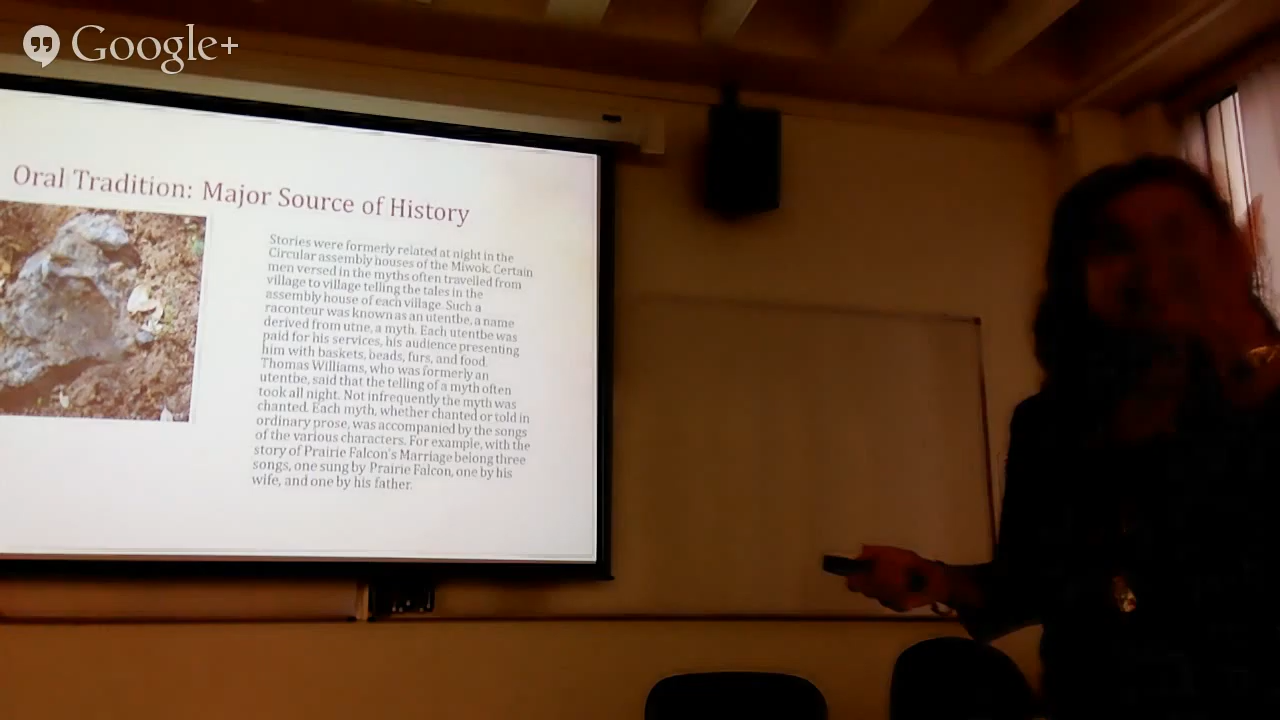 Google+
Oral Tradition: Major Source of History
Stories were formerly related at night in the
Circular assembly houses of the Miwok. Certain
men versed in the myths often travelled from
village to village telling the tales in the
assembly house of each village. Such a
raconteur was known as an utentbe, a name
derived from utne, a myth. Each utentbe was
paid for his services, his audience presenting
him with baskets, beads, furs, and food.
Thomas Williams, who was formerly an
utentbe, said that the telling of a myth often
took all night. Not infrequently the myth was
chanted. Each myth, whether chanted or told in
ordinary prose, was accompanied by the songs
of the various characters. For example, with the
story of Prairie Falcon's Marriage belong three
songs, one sung by Prairie Falcon, one by his
wife, and one by his father.